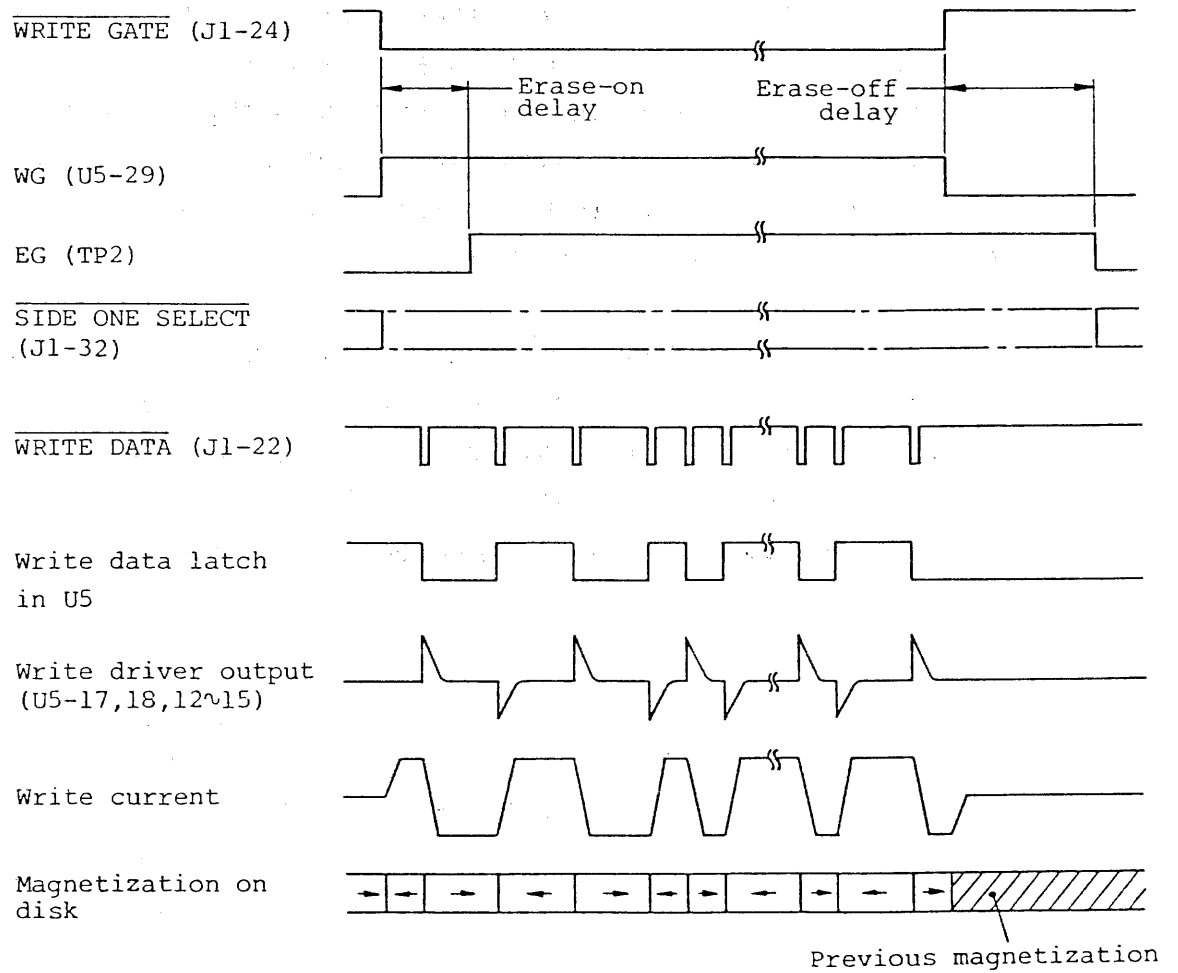 WRITE GATE (J1-24)
Erase-on
delay
Erase-off
delay
WG (U5-29)
EG (TP2)
SIDE ONE SELECT
(J1-32)
WRITE DATA (J1-22)
Write data latch
in U5
Write driver output
(U5-17,18,12∿15)
Write current
Magnetization on
disk
Previous magnetization